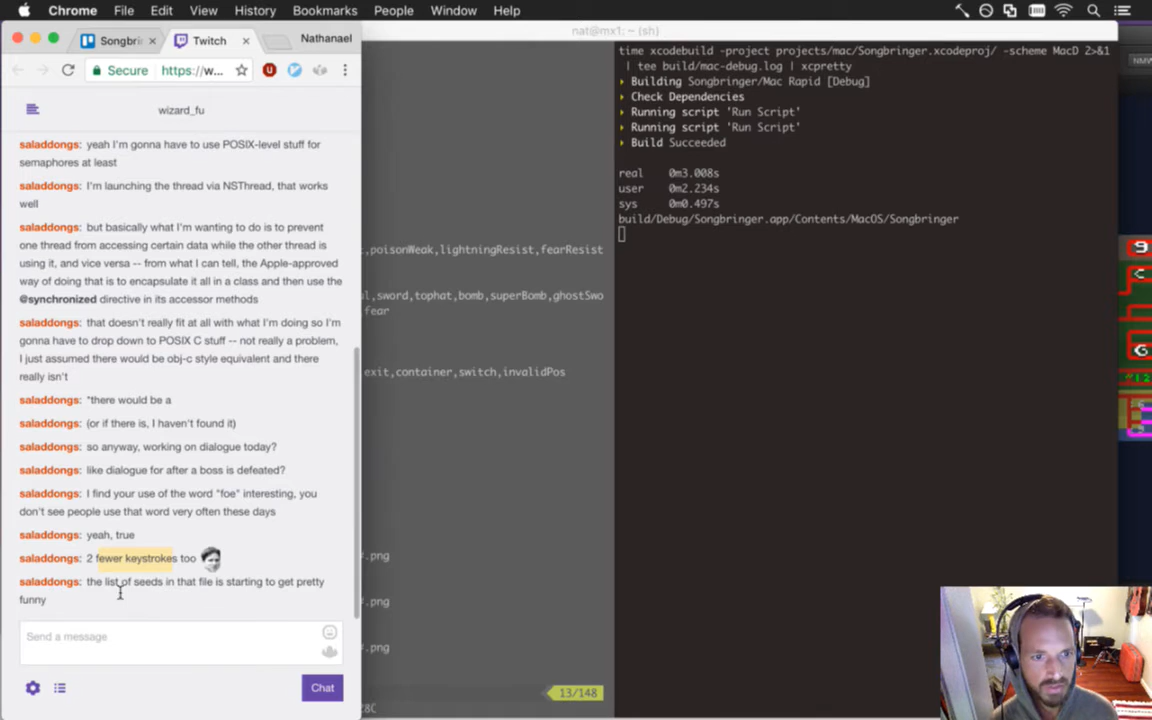 Chrome File Edit View History Bookmarks People Window Help
nat@mx1: ~ (sh)
Songbri
Twitch
Nathanael
Secure https://w...
wizard_fu
saladdongs: yeah I'm gonna have to use POSIX-level stuff for
semaphores at least
saladdongs: I'm launching the thread via NSThread, that works
well
saladdongs: but basically what I'm wanting to do is to prevent
one thread from accessing certain data while the other thread is
using it, and vice versa -- from what I can tell, the Apple-approved
way of doing that is to encapsulate it all in a class and then use the
@synchronized directive in its accessor methods
saladdongs: that doesn't really fit at all with what I'm doing so I'm
gonna have to drop down to POSIX C stuff -- not really a problem,
I just assumed there would be obj-c style equivalent and there
really isn't
saladdongs: *there would be a
saladdongs: (or if there is, I haven't found it)
saladdongs: so anyway, working on dialogue today?
saladdongs: like dialogue for after a boss is defeated?
saladdongs: I find your use of the word "foe" interesting, you
don't see people use that word very often these days
saladdongs: yeah, true
saladdongs: 2 fewer keystrokes too
saladdongs: the list of seeds in that file is starting to get pretty
funny
Send a message
Chat
,poisonWeak,lightningResist,fearResist
l,sword,tophat,bomb,superBomb,ghostSwo
fear
exit,container,switch,invalidPos
.png
.png
.png
13/148
time xcodebuild -project projects/mac/Songbringer.xcodeproj/ -scheme MacD 2>&1
| tee build/mac-debug.log | xcpretty
Building Songbringer/Mac Rapid [Debug]
Check Dependencies
Running script 'Run Script'
Running script 'Run Script'
Build Succeeded
real 0m3.008s
user 0m2.234s
sys 0m0.497s
build/Debug/Songbringer.app/Contents/MacOS/Songbringer
NMW
9
C
G